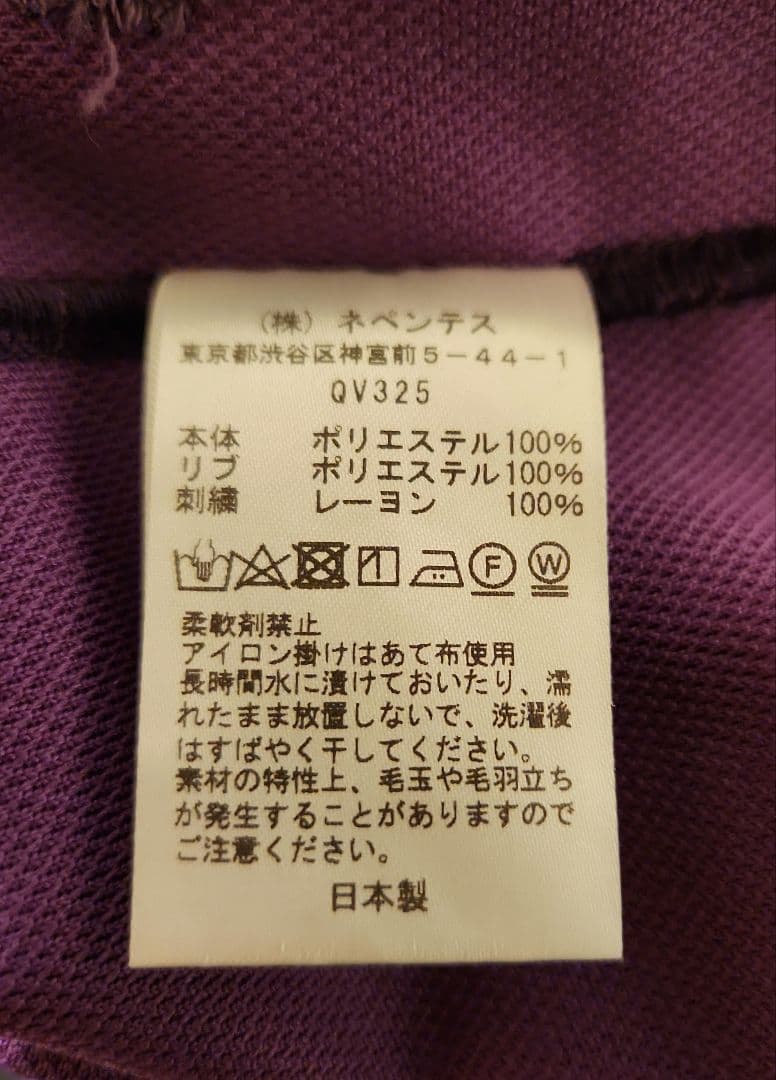 （株）ネペンテス
東京都渋谷区神宮前５－４４－１
QV325
本体 ポリエステル100%
リブ ポリエステル100%
刺繍 レーヨン 100%
F W
柔軟剤禁止
アイロン掛けはあて布使用
長時間水に漬けておいたり、濡
れたまま放置しないで、洗濯後
はすばやく干してください。
素材の特性上、毛玉や毛羽立ち
が発生することがありますので
ご注意ください。
日本製